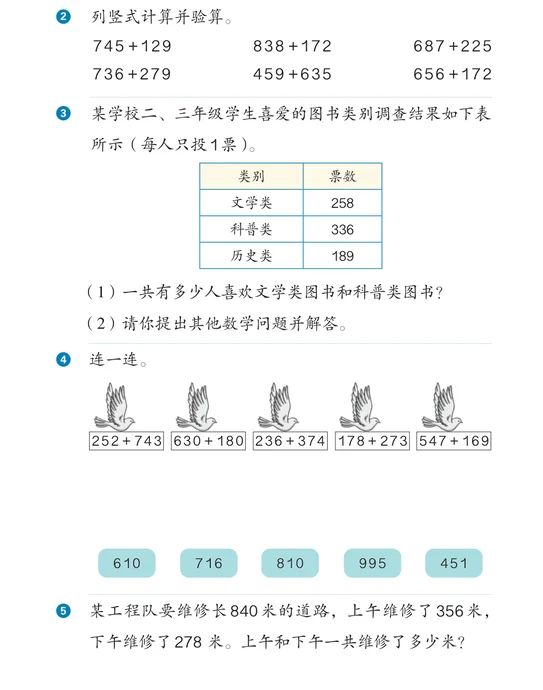 2 列竖式计算并验算。
745+129 838+172 687+225
736+279 459+635 656+172
3 某学校二、三年级学生喜爱的图书类别调查结果如下表
所示（每人只投1票）。
类别 票数
文学类 258
科普类 336
历史类 189
（1）一共有多少人喜欢文学类图书和科普类图书？
（2）请你提出其他数学问题并解答。
4 连一连。
252+743 630+180 236+374 178+273 547+169
610 716 810 995 451
5 某工程队要维修长840米的道路，上午维修了356米，
下午维修了278 米。上午和下午一共维修了多少米？